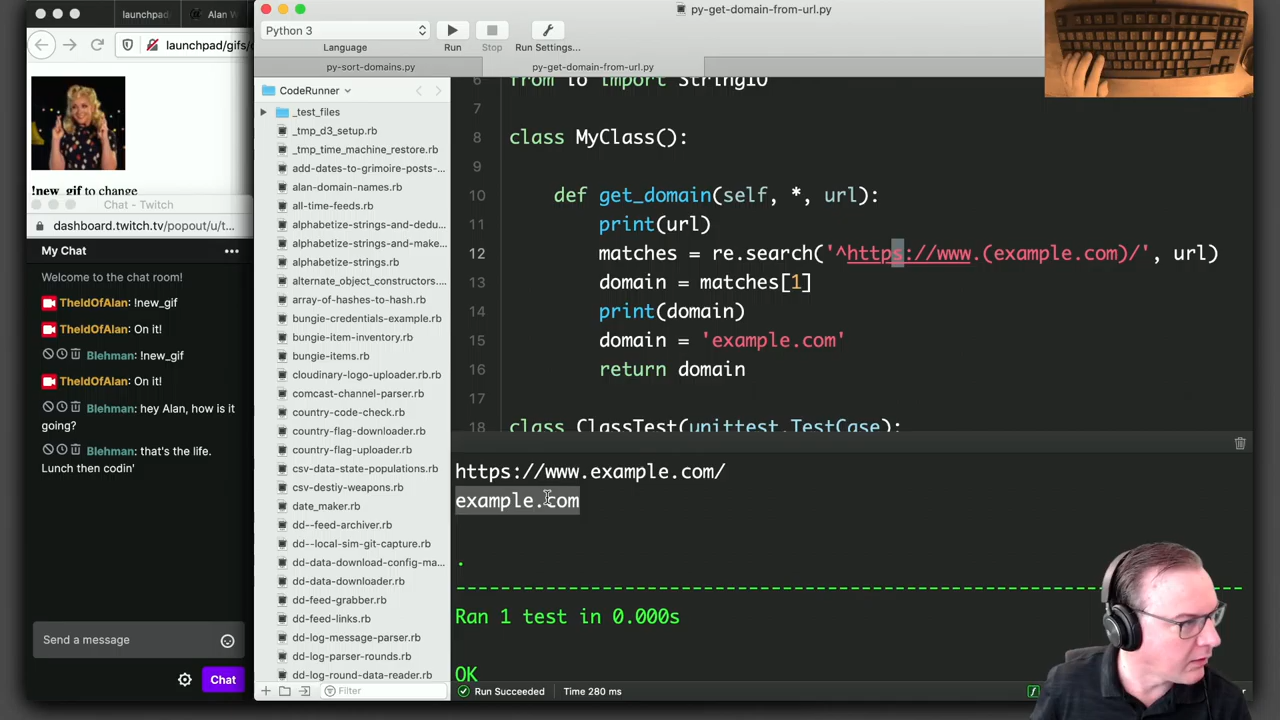 launchpad
Alan W
launchpad/gifs/
!new_gif to change
Chat - Twitch
dashboard.twitch.tv/popout/u/t...
My Chat
Welcome to the chat room!
TheIdOfAlan: !new_gif
TheIdOfAlan: On it!
Blehman: !new_gif
TheIdOfAlan: On it!
Blehman: hey Alan, how is it
going?
Blehman: that's the life.
Lunch then codin'
Send a message
Chat
py-get-domain-from-url.py
Python 3
Language
Run
Stop
Run Settings...
py-sort-domains.py
py-get-domain-from-url.py
CodeRunner
_test_files
_tmp_d3_setup.rb
_tmp_time_machine_restore.rb
add-dates-to-grimoire-posts-...
alan-domain-names.rb
all-time-feeds.rb
alphabetize-strings-and-dedu...
alphabetize-strings-and-make...
alphabetize-strings.rb
alternate_object_constructors....
array-of-hashes-to-hash.rb
bungie-credentials-example.rb
bungie-item-inventory.rb
bungie-items.rb
cloudinary-logo-uploader.rb.rb
comcast-channel-parser.rb
country-code-check.rb
country-flag-downloader.rb
country-flag-uploader.rb
csv-data-state-populations.rb
csv-destiy-weapons.rb
date_maker.rb
dd--feed-archiver.rb
dd--local-sim-git-capture.rb
dd-data-download-config-ma...
dd-data-downloader.rb
dd-feed-grabber.rb
dd-feed-links.rb
dd-log-message-parser.rb
dd-log-parser-rounds.rb
dd-log-round-data-reader.rb
Filter
6 from io import StringIO
7
8 class MyClass():
9
10 def get_domain(self, *, url):
11 print(url)
12 matches = re.search('^https://www.(example.com)/', url)
13 domain = matches[1]
14 print(domain)
15 domain = 'example.com'
16 return domain
17
18 class ClassTest(unittest.TestCase):
https://www.example.com/
example.com
.
----------------------------------------------------------------------
Ran 1 test in 0.000s
OK
Run Succeeded
Time 280 ms